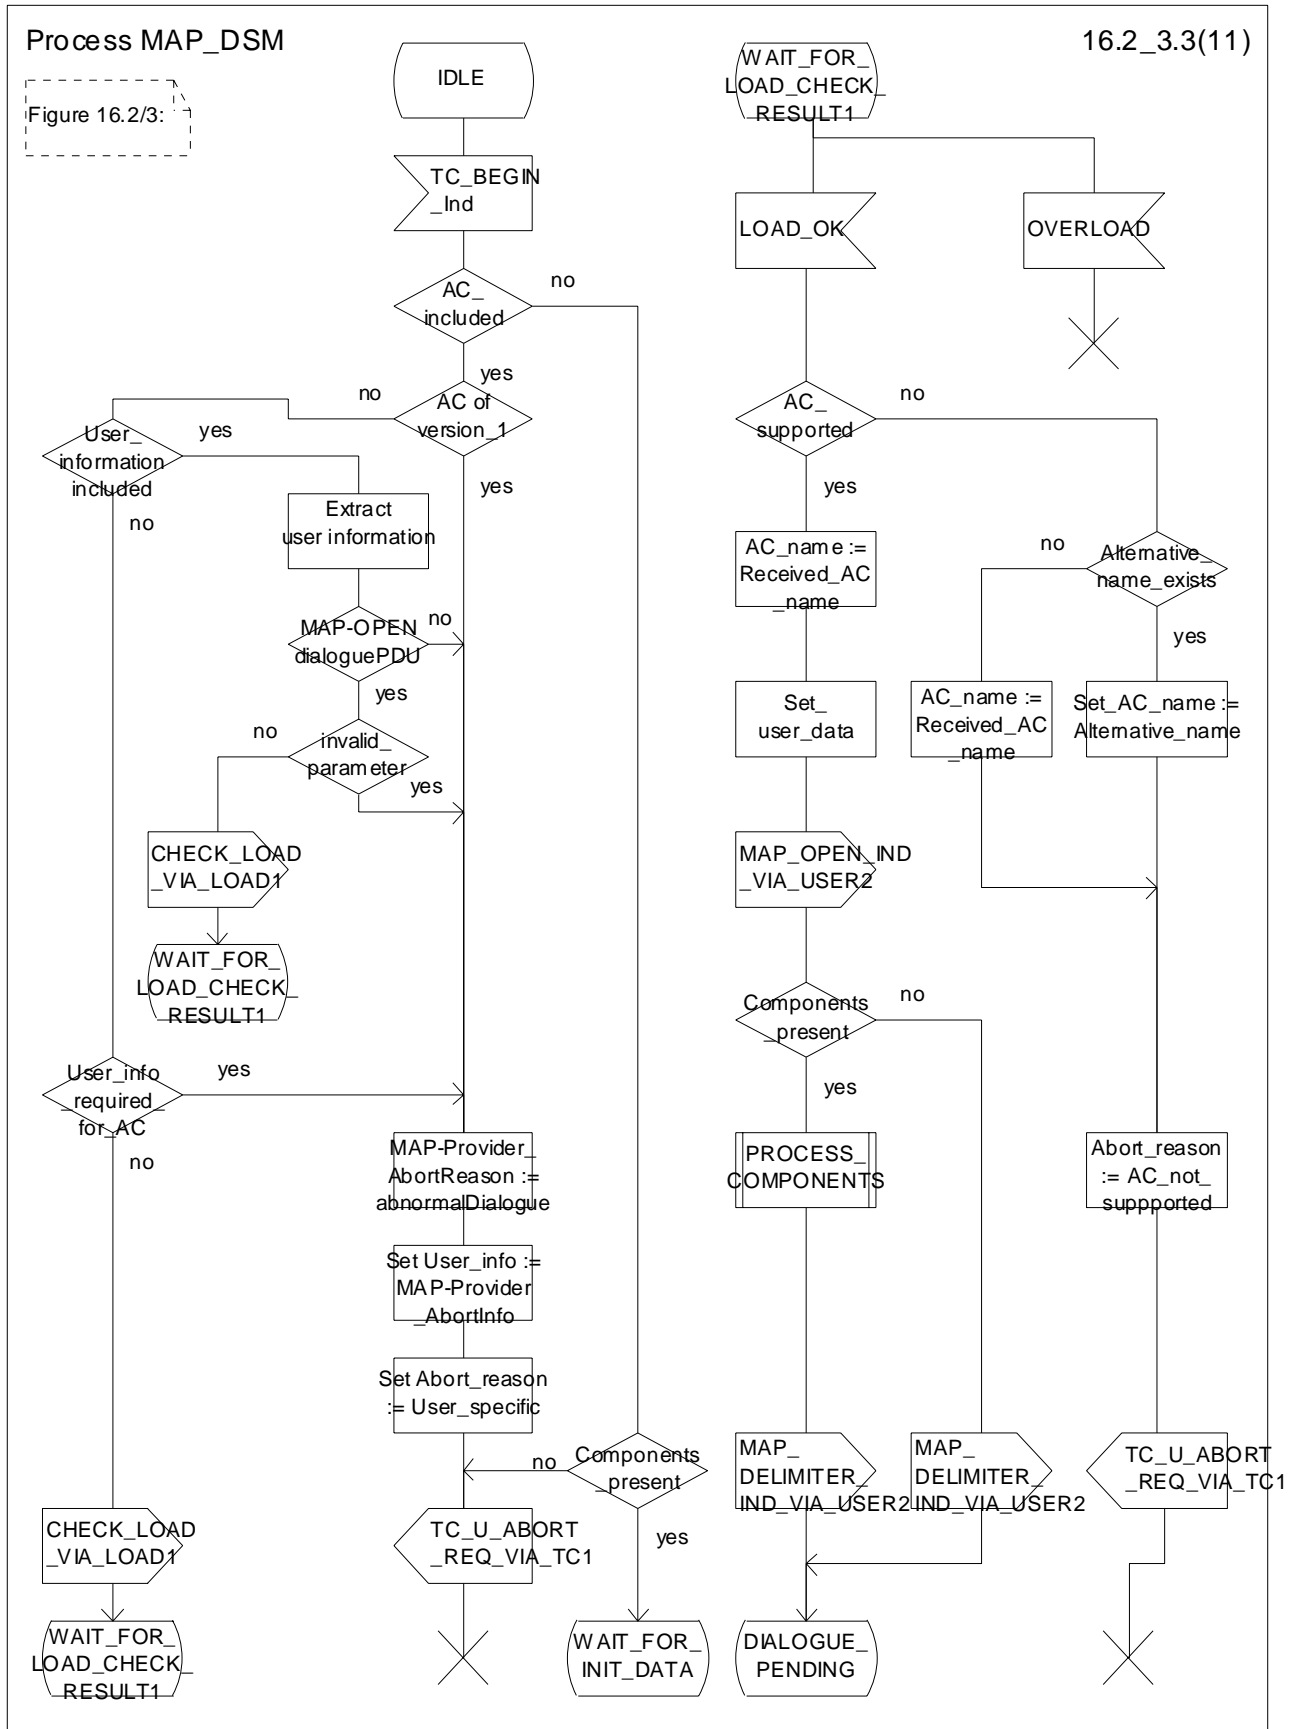 Process MAP_DSM
16.2_3.3(11)
Figure 16.2/3:
IDLE
TC_BEGIN
_Ind
AC_
included
no
yes
AC of
version_1
no
yes
User_
information
included
yes
no
Extract
user information
MAP-OPEN
dialoguePDU
no
yes
invalid_
parameter
no
yes
CHECK_LOAD
_VIA_LOAD1
WAIT_FOR_
LOAD_CHECK_
RESULT1
User_info
_required_
for_AC
yes
no
MAP-Provider_
AbortReason :=
abnormalDialogue
Set User_info :=
MAP-Provider
_AbortInfo
Set Abort_reason
:= User_specific
no
Components
_present
yes
CHECK_LOAD
_VIA_LOAD1
TC_U_ABORT
_REQ_VIA_TC1
WAIT_FOR_
LOAD_CHECK_
RESULT1
WAIT_FOR_
INIT_DATA
WAIT_FOR_
LOAD_CHECK_
RESULT1
LOAD_OK
OVERLOAD
AC_
supported
no
yes
AC_name :=
Received_AC
_name
no
Alternative_
name_exists
yes
Set_
user_data
AC_name :=
Received_AC
_name
Set_AC_name :=
Alternative_name
MAP_OPEN_IND
_VIA_USER2
Components
_present
no
yes
PROCESS_
COMPONENTS
Abort_reason
:= AC_not_
suppported
MAP_
DELIMITER_
IND_VIA_USER2
MAP_
DELIMITER_
IND_VIA_USER2
TC_U_ABORT
_REQ_VIA_TC1
DIALOGUE_
PENDING